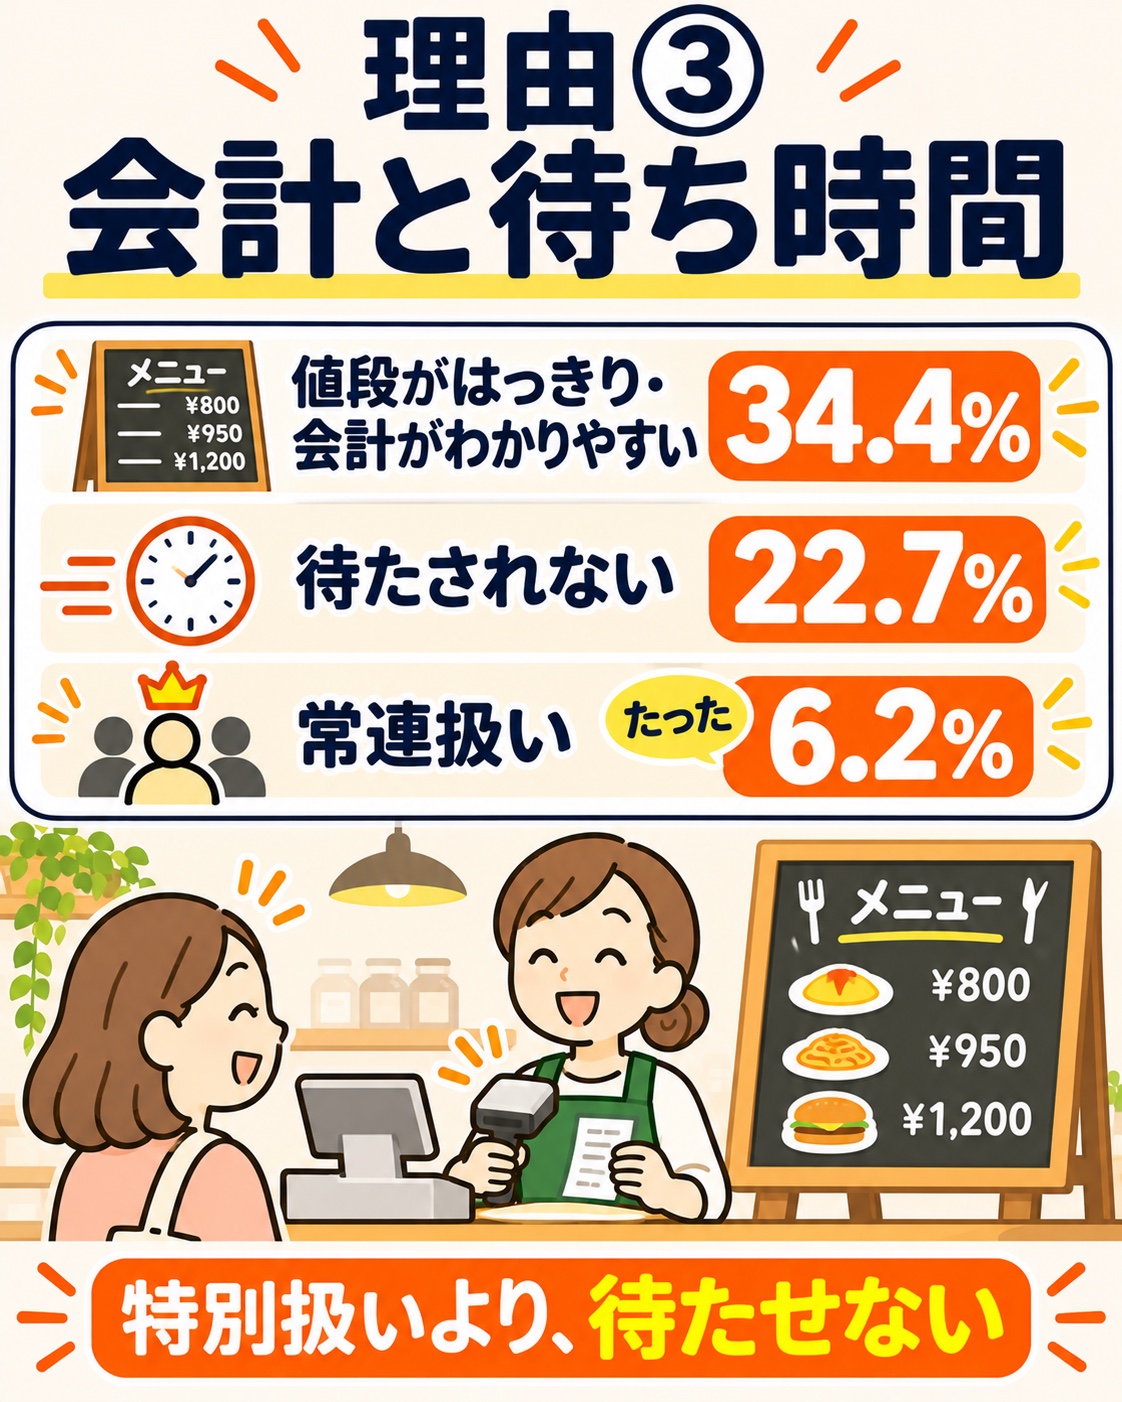 理由③
会計と待ち時間
メニュー
¥800
¥950
¥1,200
値段がはっきり・
会計がわかりやすい
34.4%
待たされない
22.7%
常連扱い
たった
6.2%
メニュー
¥800
¥950
¥1,200
特別扱いより、待たせない